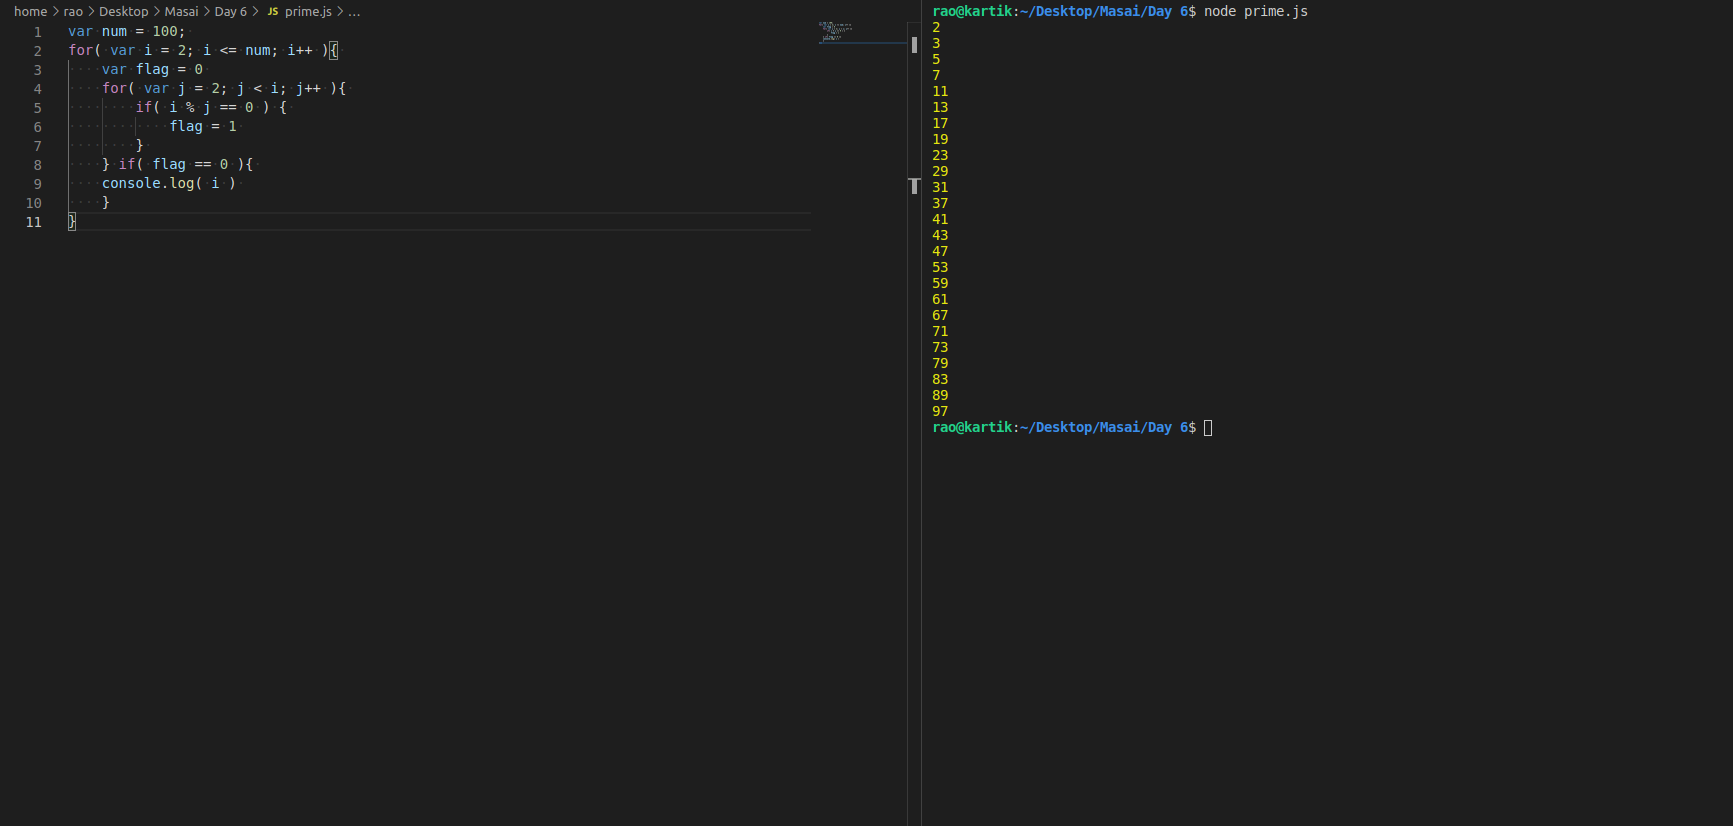 home > rao > Desktop > Masai > Day 6 > JS prime.js > ...
1 var num = 100;
2 for( var i = 2; i <= num; i++ ){
3     var flag = 0
4     for( var j = 2; j < i; j++ ){
5         if( i % j == 0 ) {
6             flag = 1
7         }
8     } if( flag == 0 ){
9     console.log( i )
10     }
11 }
rao@kartik:~/Desktop/Masai/Day 6$ node prime.js
2
3
5
7
11
13
17
19
23
29
31
37
41
43
47
53
59
61
67
71
73
79
83
89
97
rao@kartik:~/Desktop/Masai/Day 6$